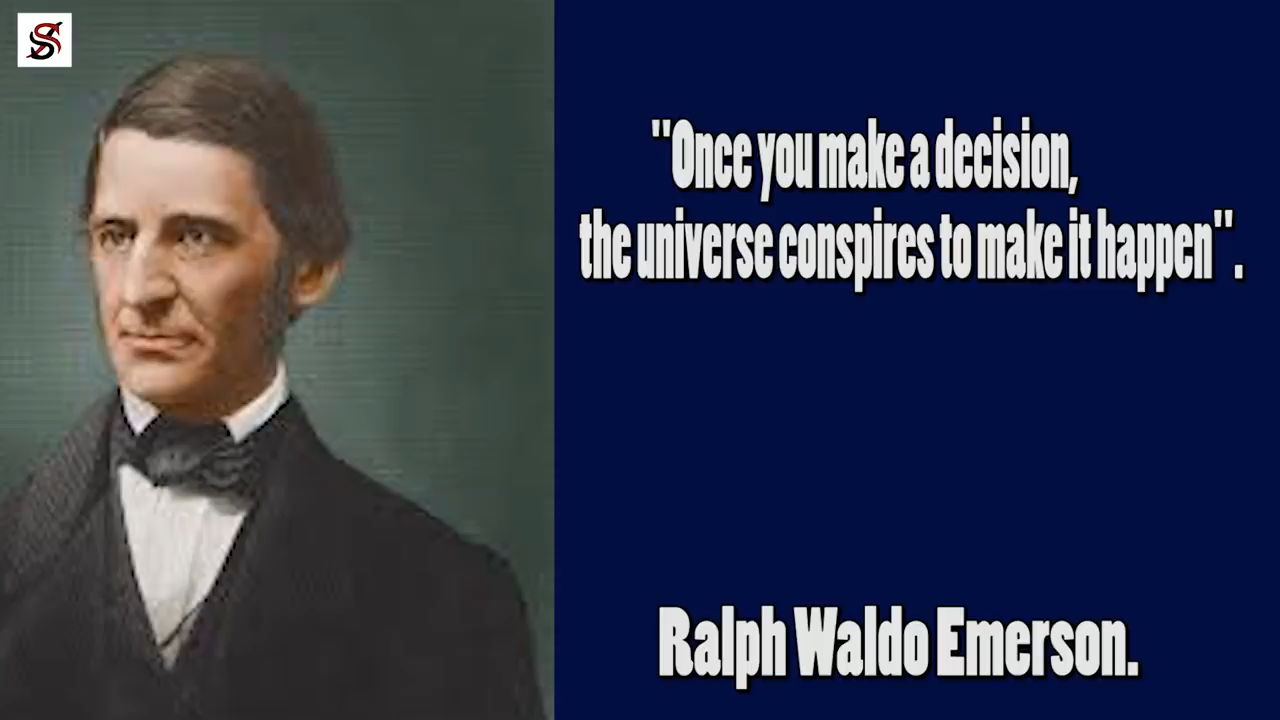 "Once you make a decision,
the universe conspires to make it happen" .
Ralph Waldo Emerson.